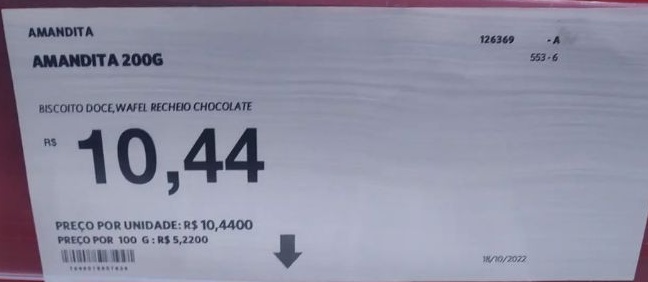 AMANDITA
126369 - A
AMANDITA 200G
553-6
BISCOITO DOCE,WAFEL RECHEIO CHOCOLATE
R$ 10,44
PREÇO POR UNIDADE: R$ 10,4400
PREÇO POR 100 G : R$ 5,2200
18/10/2022